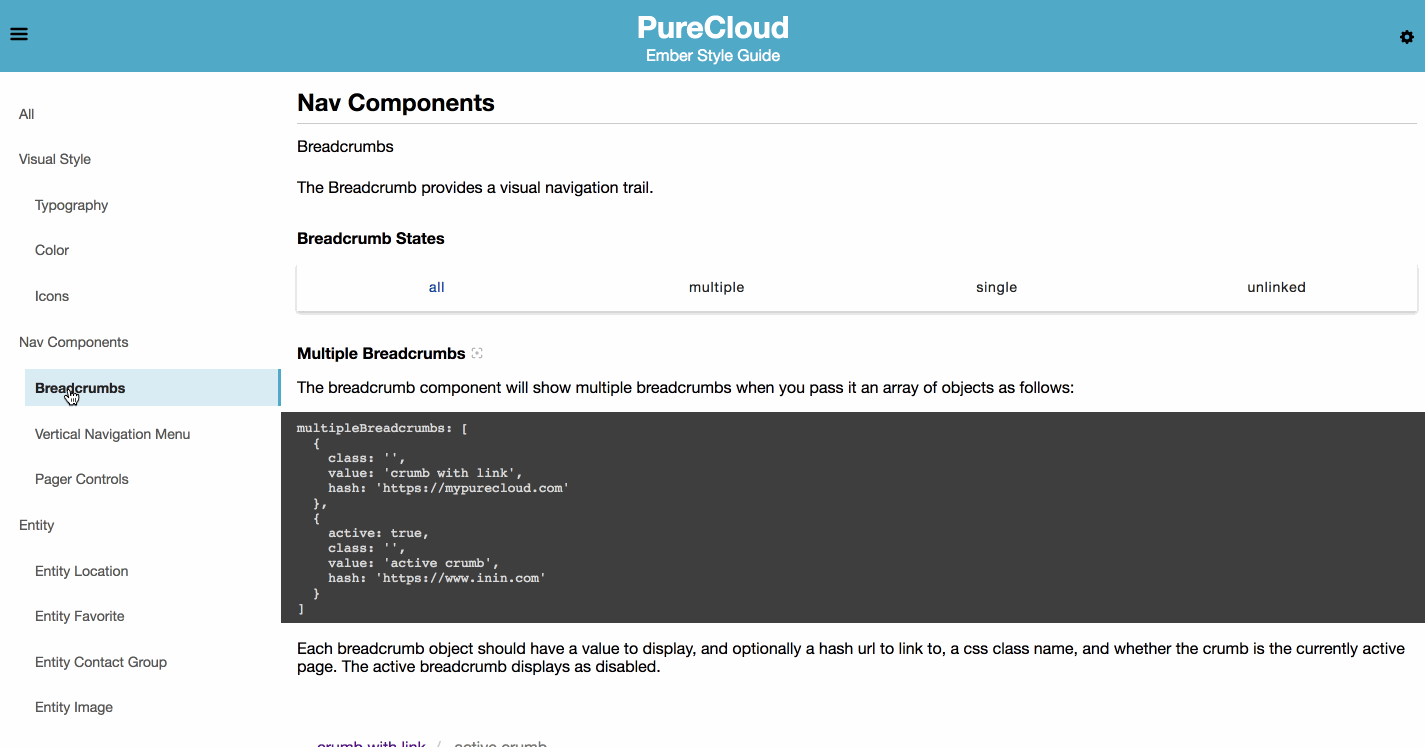 PureCloud
Ember Style Guide
All
Visual Style
Typography
Color
Icons
Nav Components
Breadcrumbs
Vertical Navigation Menu
Pager Controls
Entity
Entity Location
Entity Favorite
Entity Contact Group
Entity Image
Nav Components
Breadcrumbs
The Breadcrumb provides a visual navigation trail.
Breadcrumb States
all multiple single unlinked
Multiple Breadcrumbs
The breadcrumb component will show multiple breadcrumbs when you pass it an array of objects as follows:
multipleBreadcrumbs: [
  {
    class: '',
    value: 'crumb with link',
    hash: 'https://mypurecloud.com'
  },
  {
    active: true,
    class: '',
    value: 'active crumb',
    hash: 'https://www.inin.com'
  }
]
Each breadcrumb object should have a value to display, and optionally a hash url to link to, a css class name, and whether the crumb is the currently active
page. The active breadcrumb displays as disabled.
crumb with link / active crumb